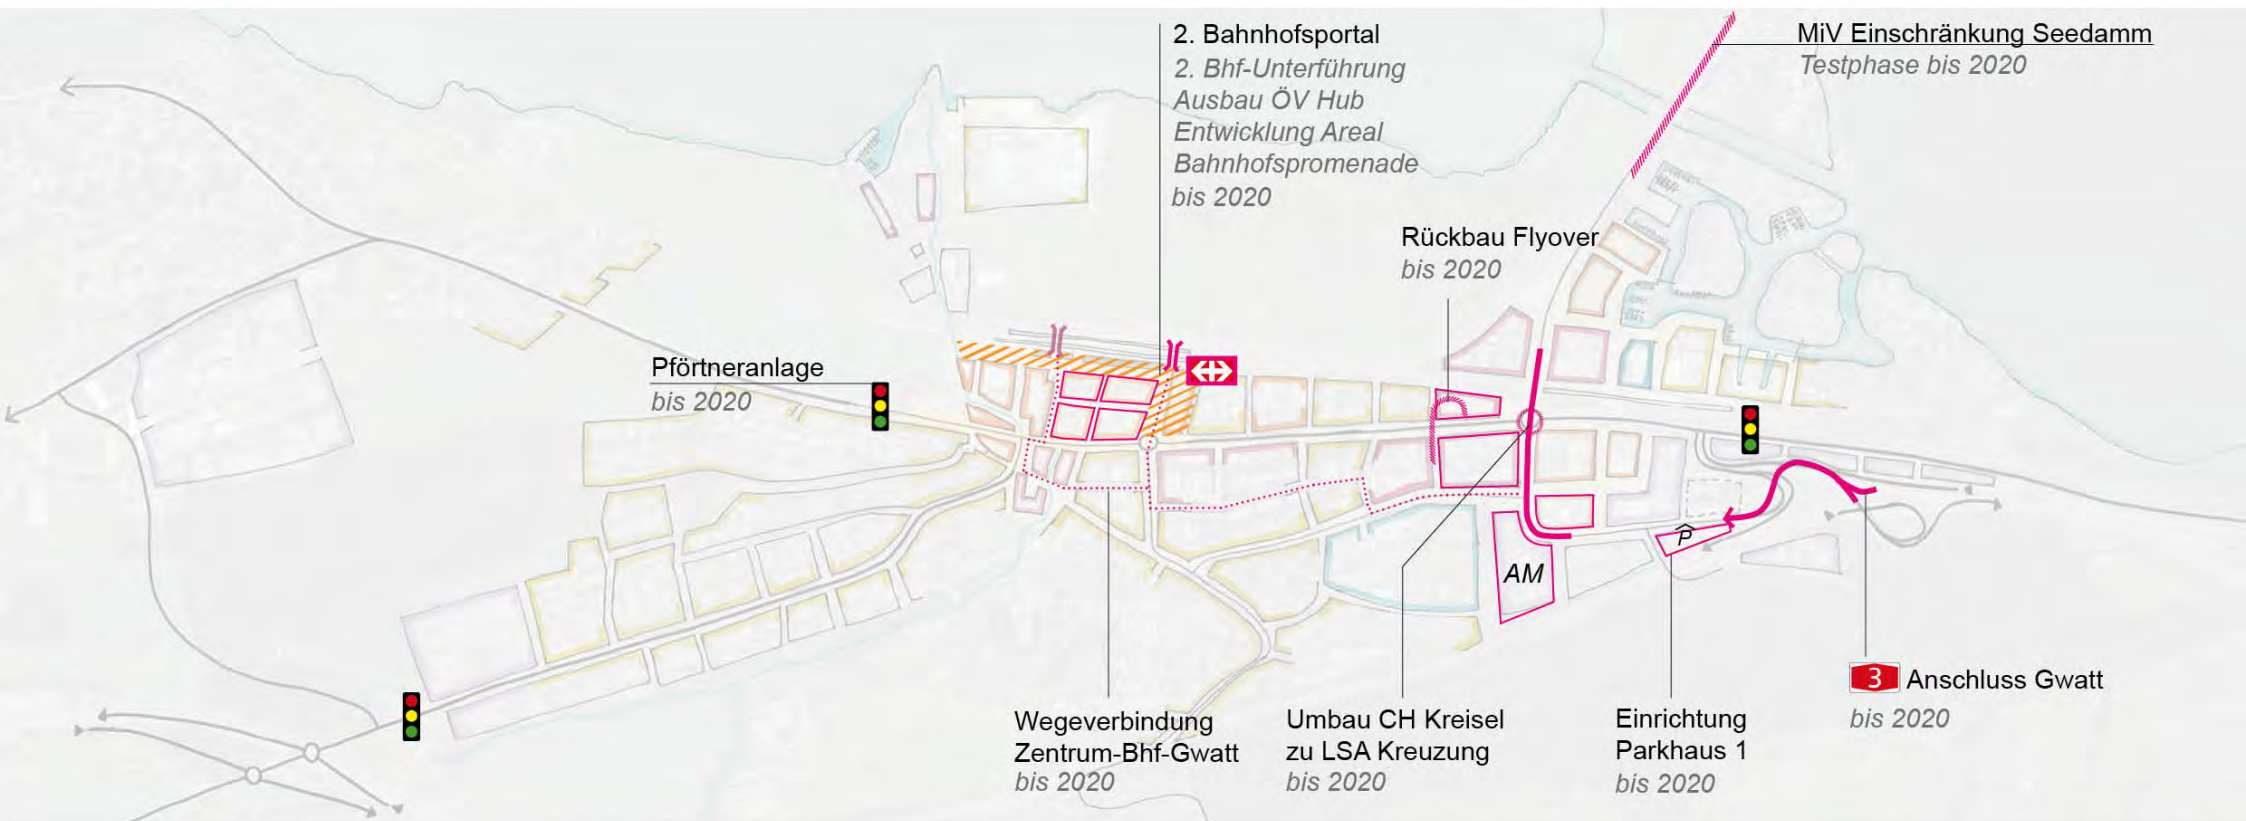 2. Bahnhofsportal
2. Bhf-Unterführung
Ausbau ÖV Hub
Entwicklung Areal
Bahnhofspromenade
bis 2020
MiV Einschränkung Seedamm
Testphase bis 2020
Rückbau Flyover
bis 2020
Pförtneranlage
bis 2020
P
AM
Wegeverbindung
Zentrum-Bhf-Gwatt
bis 2020
Umbau CH Kreisel
zu LSA Kreuzung
bis 2020
Einrichtung
Parkhaus 1
bis 2020
3 Anschluss Gwatt
bis 2020